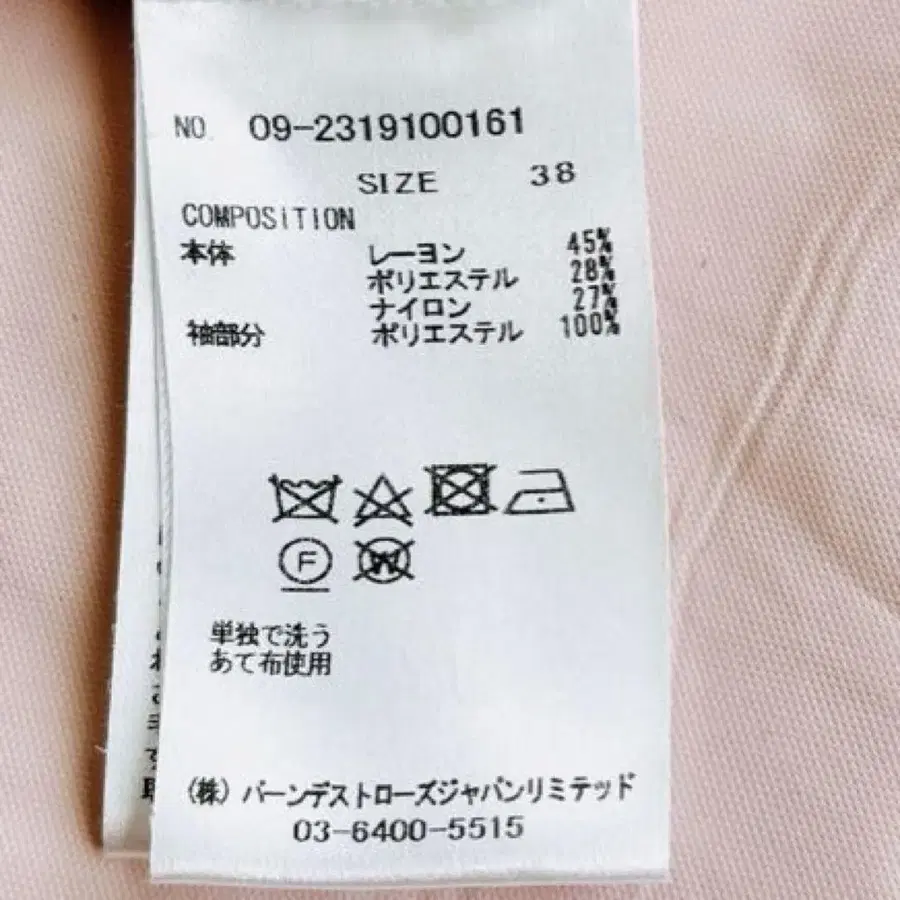 NO 09-2319100161
SIZE 38
COMPOSITION
本体 レーヨン 45%
ポリエステル 28%
ナイロン 27%
袖部分 ポリエステル 100%
F W
単独で洗う
あて布使用
(株) バーンデストローズジャパンリミテッド
03-6400-5515